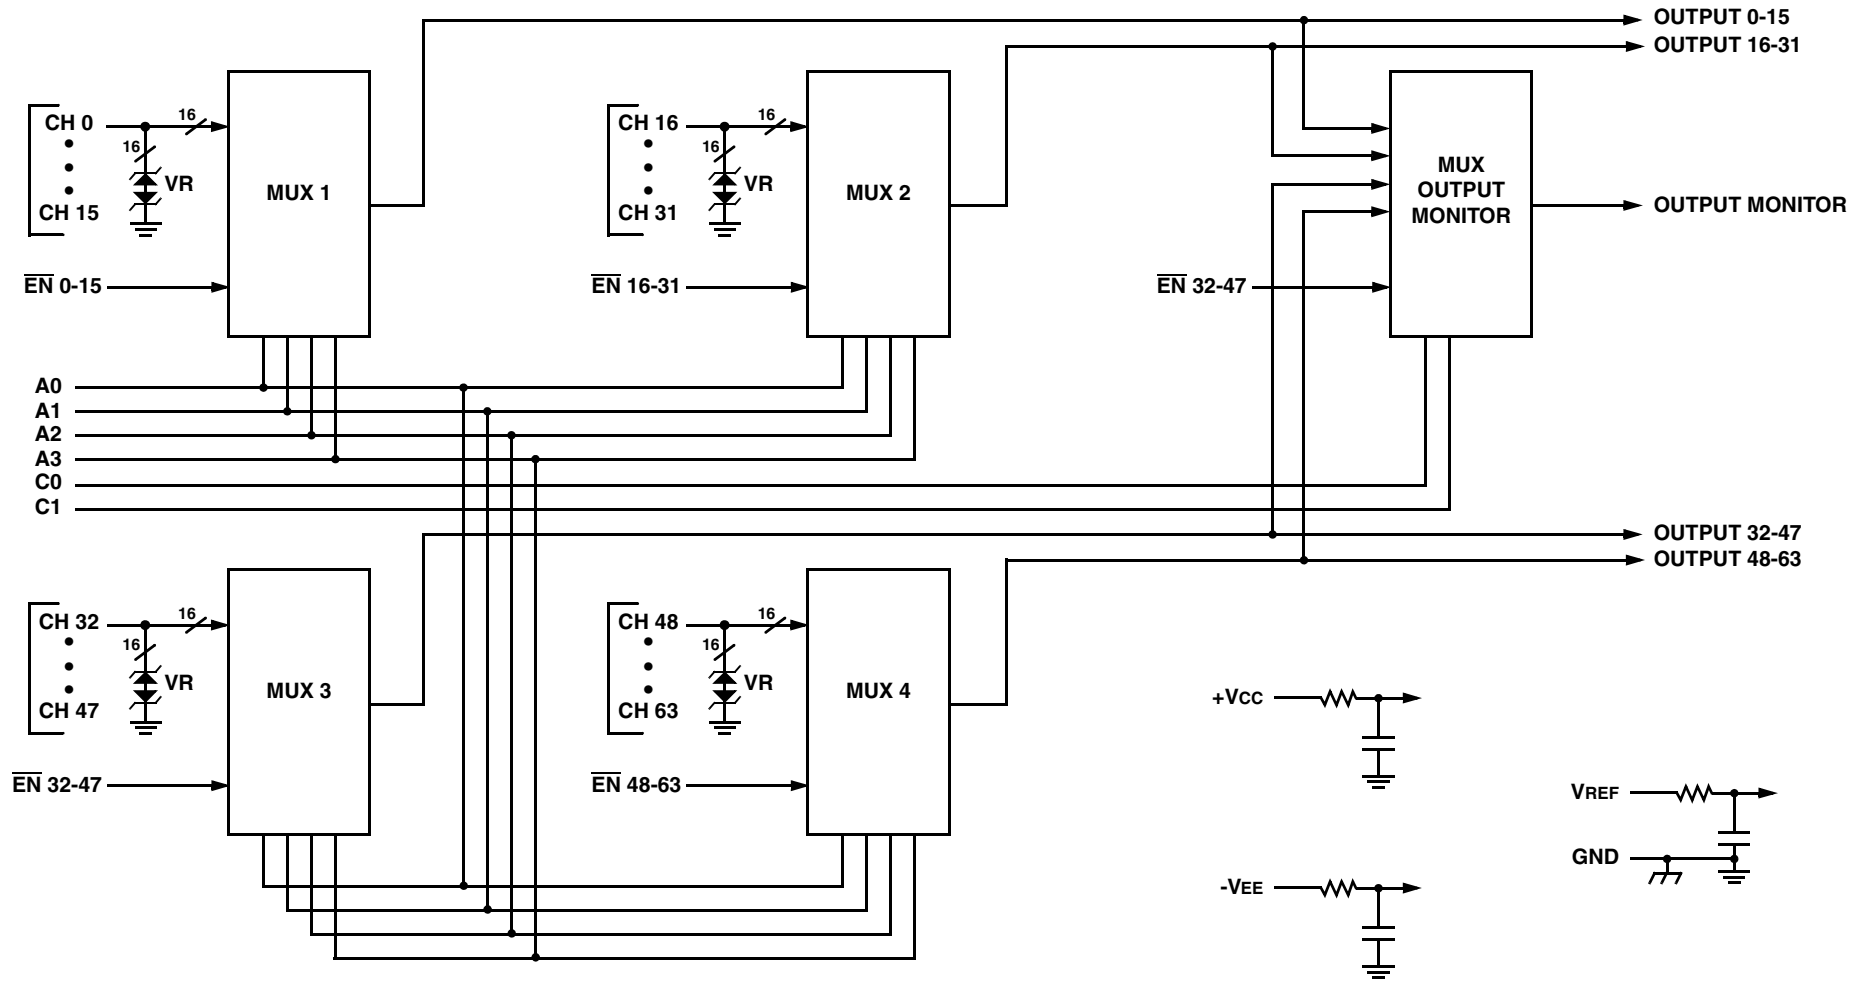 OUTPUT 0-15
OUTPUT 16-31
CH 0
16
16
VR
CH 15
MUX 1
EN 0-15
CH 16
16
16
VR
CH 31
MUX 2
EN 16-31
MUX
OUTPUT
MONITOR
OUTPUT MONITOR
EN 32-47
A0
A1
A2
A3
C0
C1
OUTPUT 32-47
OUTPUT 48-63
CH 32
16
16
VR
CH 47
MUX 3
EN 32-47
CH 48
16
16
VR
CH 63
MUX 4
EN 48-63
+VCC
-VEE
VREF
GND